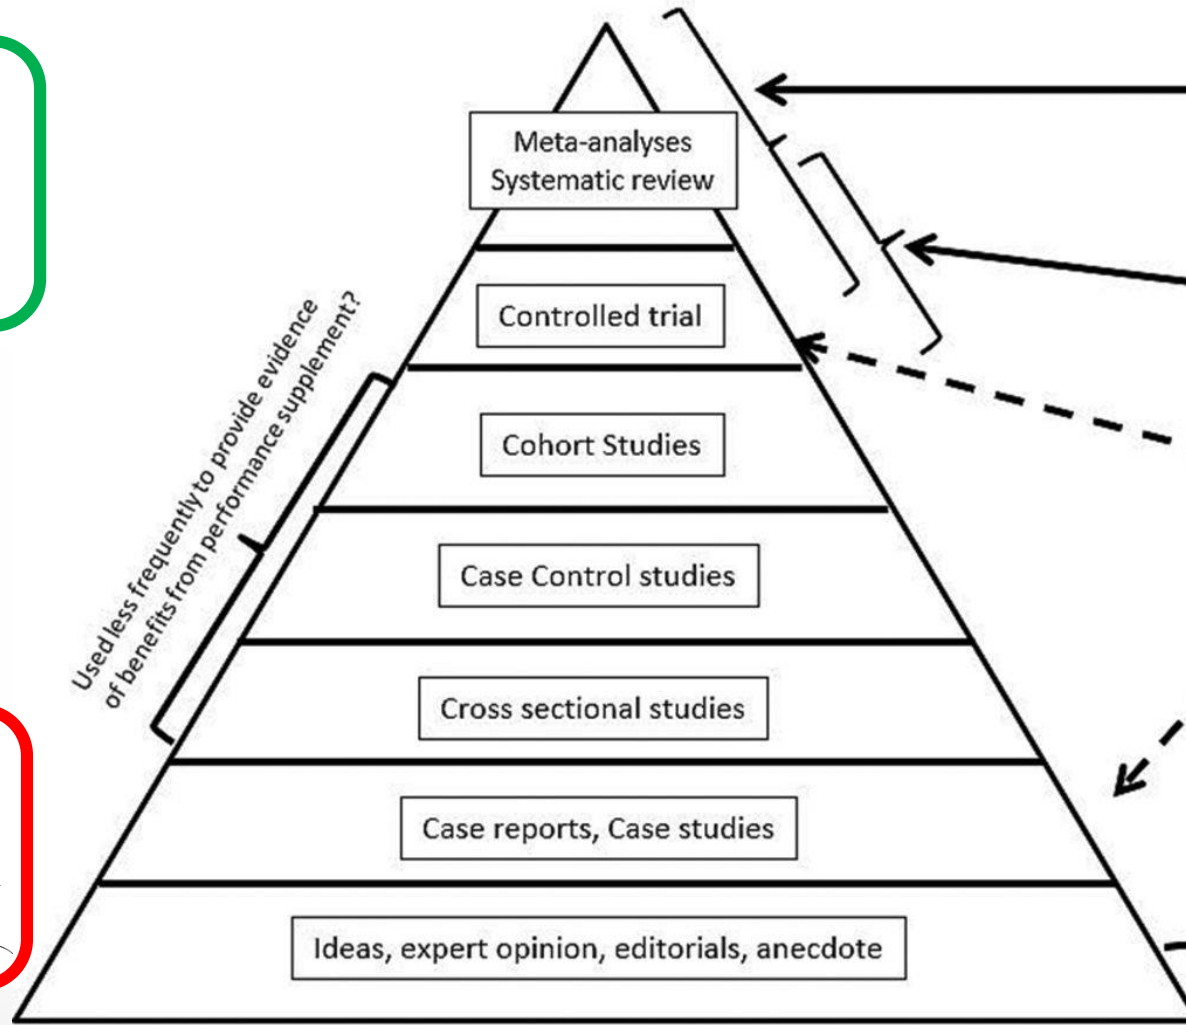 Meta-analyses
Systematic review
Controlled trial
Used less frequently to provide evidence
of benefits from performance supplement?
Cohort Studies
Case Control studies
Cross sectional studies
Case reports, Case studies
Ideas, expert opinion, editorials, anecdote